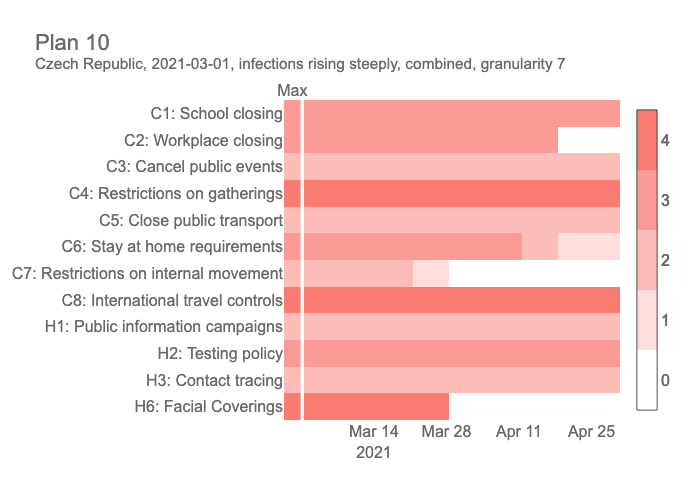 Plan 10
Czech Republic, 2021-03-01, infections rising steeply, combined, granularity 7
Max
C1: School closing
C2: Workplace closing
C3: Cancel public events
C4: Restrictions on gatherings
C5: Close public transport
C6: Stay at home requirements
C7: Restrictions on internal movement
C8: International travel controls
H1: Public information campaigns
H2: Testing policy
H3: Contact tracing
H6: Facial Coverings
Mar 14 Mar 28 Apr 11 Apr 25
2021
4
3
2
1
0